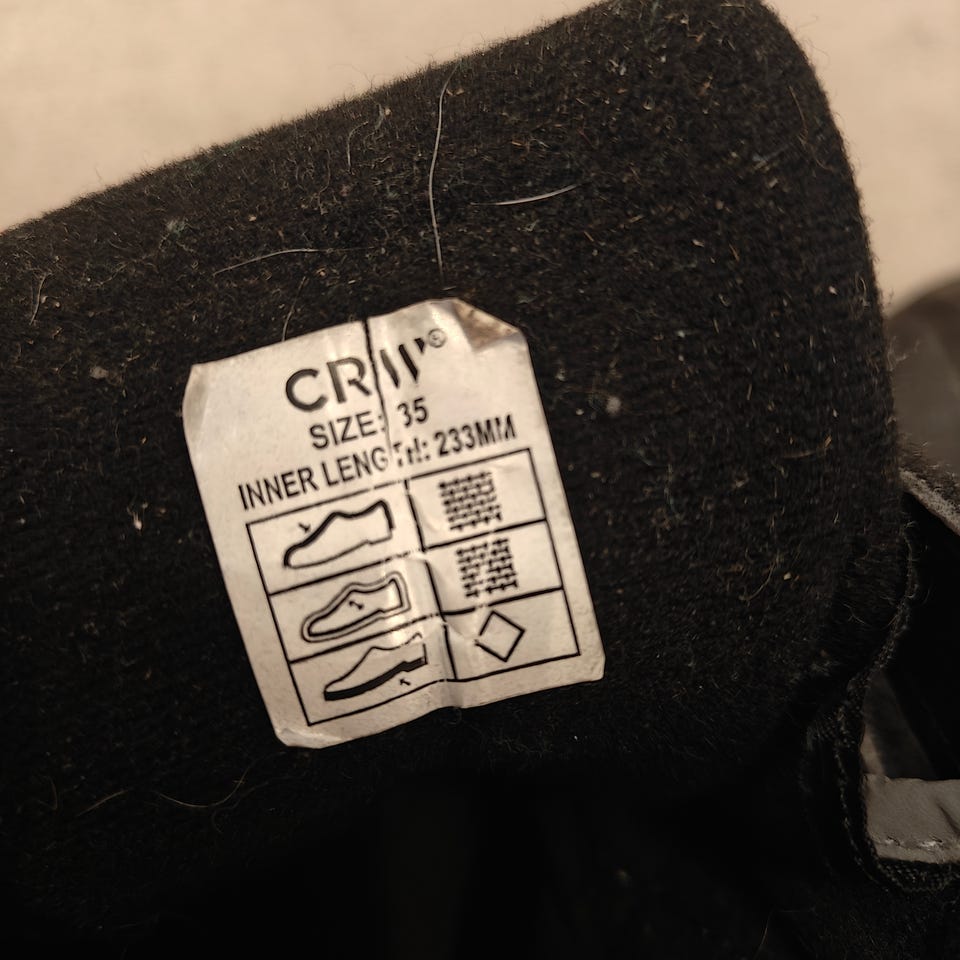 CRW®
SIZE: 35
INNER LENGTH: 233MM